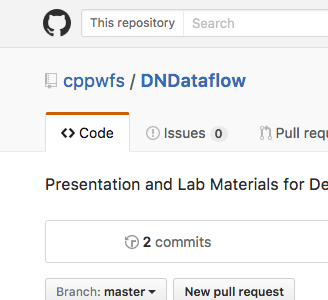 This repository Search
cppwfs / DNDataflow
Code Issues 0 Pull requ
Presentation and Lab Materials for De
2 commits
Branch: master New pull request